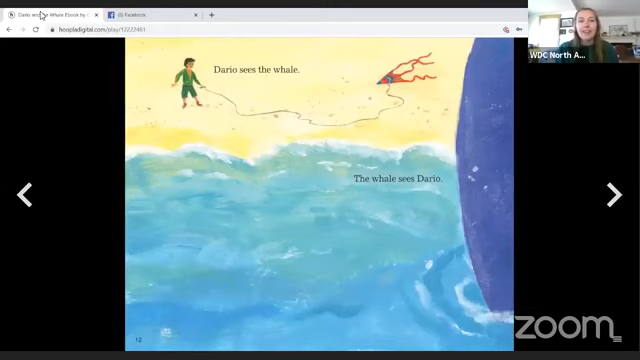 Dario and the Whale Ebook by
(8) Facebook
hoopladigital.com/play/12222461
WDC North A...
Dario sees the whale.
The whale sees Dario.
12
zoom